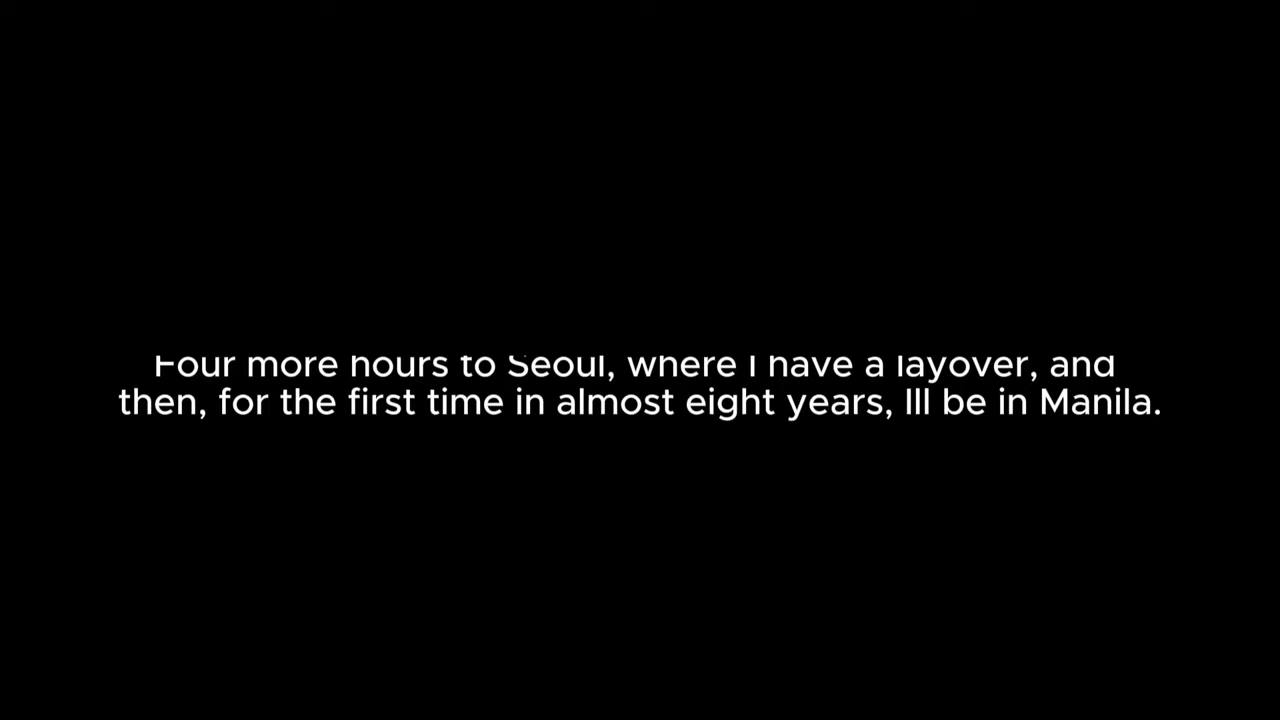 Four more hours to Seoul, where I have a layover, and
then, for the first time in almost eight years, Ill be in Manila.